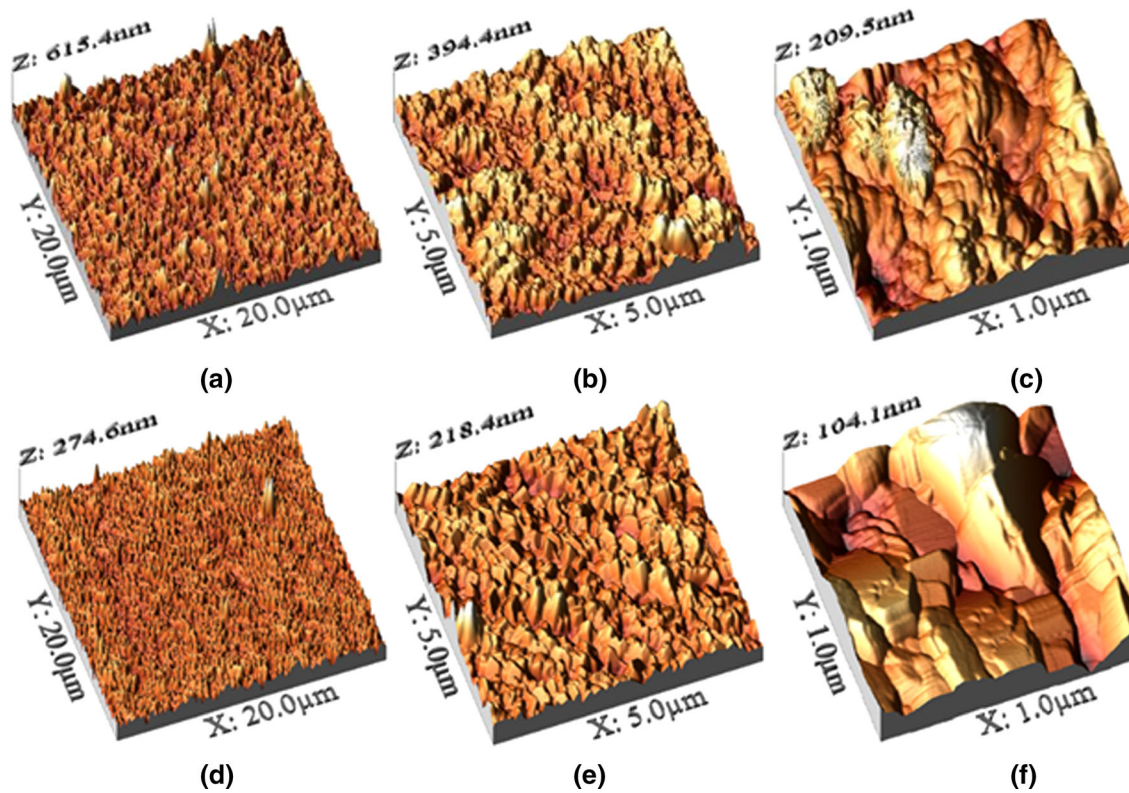 Z: 615.4nm
Y: 20.0µm
X: 20.0µm
(a)
Z: 394.4nm
Y: 5.0µm
X: 5.0µm
(b)
Z: 209.5nm
Y: 1.0µm
X: 1.0µm
(c)
Z: 274.6nm
Y: 20.0µm
X: 20.0µm
(d)
Z: 218.4nm
Y: 5.0µm
X: 5.0µm
(e)
Z: 104.1nm
Y: 1.0µm
X: 1.0µm
(f)